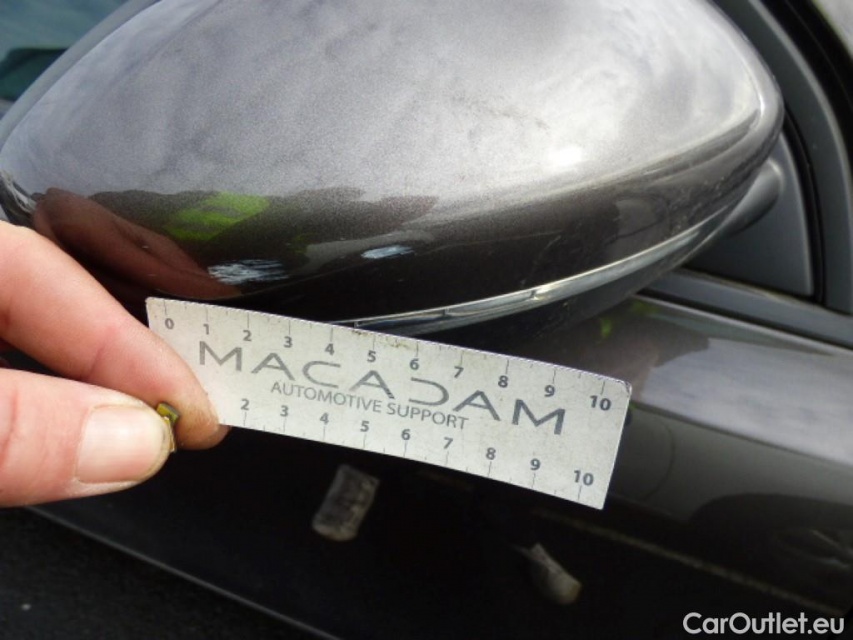 0 1 2 3 4 5 6 7 8 9 10
MACADAM
AUTOMOTIVE SUPPORT
2 3 4 5 6 7 8 9 10
CarOutlet.eu